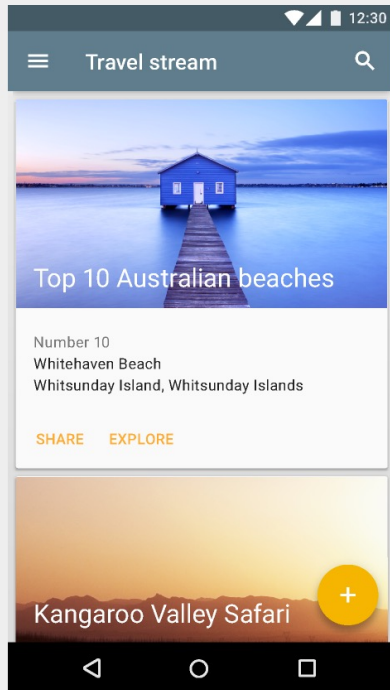 12:30
Travel stream
Top 10 Australian beaches
Number 10
Whitehaven Beach
Whitsunday Island, Whitsunday Islands
SHARE EXPLORE
Kangaroo Valley Safari
+